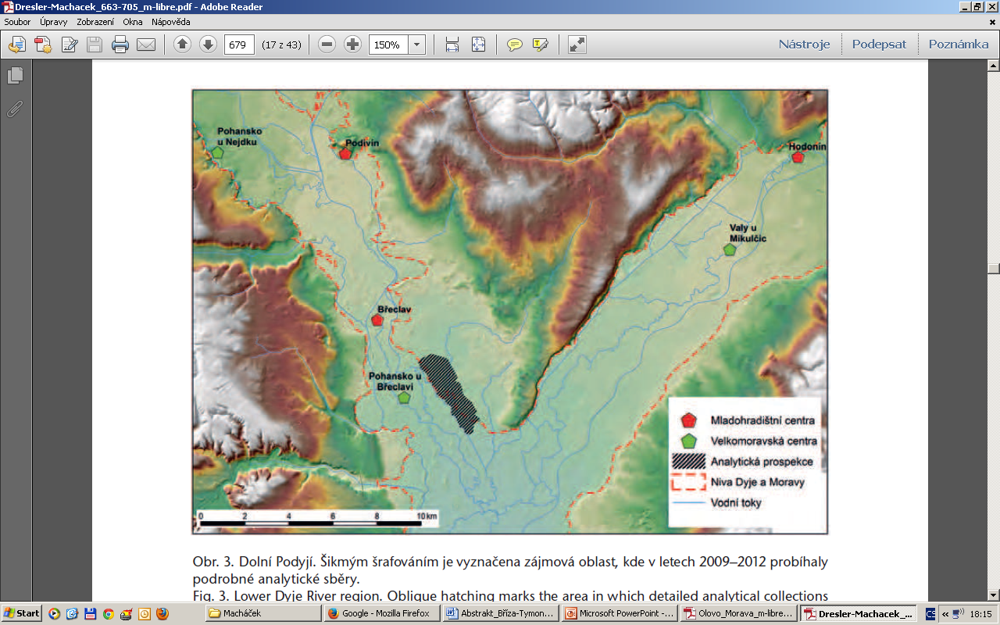 Dresler-Machacek_663-705_m-libre.pdf - Adobe Reader
Soubor Úpravy Zobrazení Okna Nápověda
679 (17 z 43) 150% Nástroje Podepsat Poznámka
Pohansko
u Nejdku
Podivín
Hodonín
Valy u
Mikulčic
Břeclav
Pohansko u
Břeclavi
Mladohradištní centra
Velkomoravská centra
Analytická prospekce
Niva Dyje a Moravy
Vodní toky
0 2 4 6 8 10 km
Obr. 3. Dolní Podyjí. Šikmým šrafováním je vyznačena zájmová oblast, kde v letech 2009–2012 probíhaly
podrobné analytické sběry.
Fig. 3. Lower Dyje River region. Oblique hatching marks the area in which detailed analytical collections
Start Macháček Google - Mozilla Firefox Abstrakt_Bříza-Tymon... Microsoft PowerPoint -... Olovo_Morava_m-libre... Dresler-Machacek_... CS « 18:15